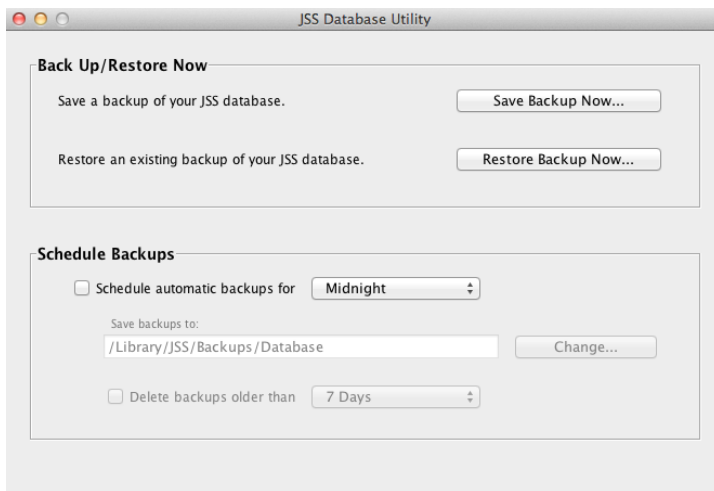 JSS Database Utility
Back Up/Restore Now
Save a backup of your JSS database.
Save Backup Now...
Restore an existing backup of your JSS database.
Restore Backup Now...
Schedule Backups
Schedule automatic backups for
Midnight
Save backups to:
/Library/JSS/Backups/Database
Change...
Delete backups older than
7 Days